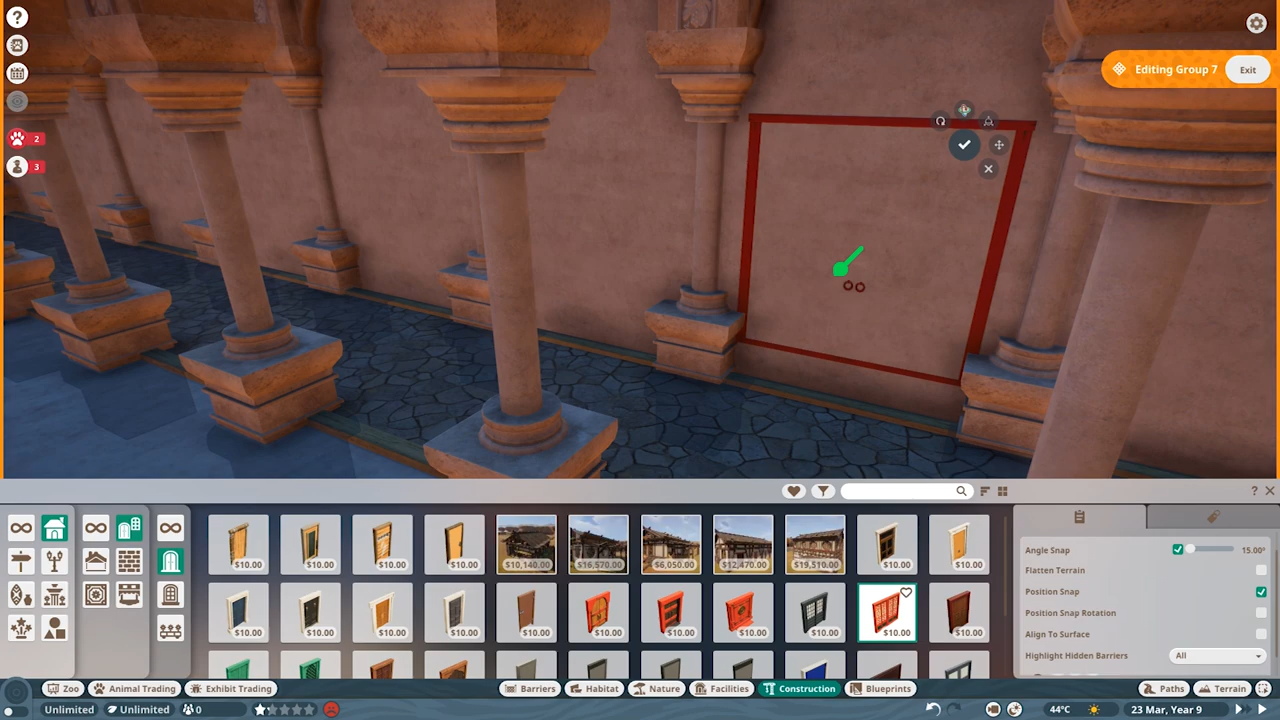 ?
Editing Group 7
Exit
2
3
?
$10.00
$10.00
$10.00
$10.00
$10,140.00
$16,570.00
$6,050.00
$12,470.00
$19,510.00
$10.00
$10.00
Angle Snap
15.00°
Flatten Terrain
$10.00
$10.00
$10.00
$10.00
$10.00
$10.00
$10.00
$10.00
$10.00
$10.00
$10.00
Position Snap
Position Snap Rotation
Align To Surface
Highlight Hidden Barriers
All
Zoo
Animal Trading
Exhibit Trading
Barriers
Habitat
Nature
Facilities
Construction
Blueprints
Paths
Terrain
Unlimited
Unlimited
0
44°C
23 Mar, Year 9